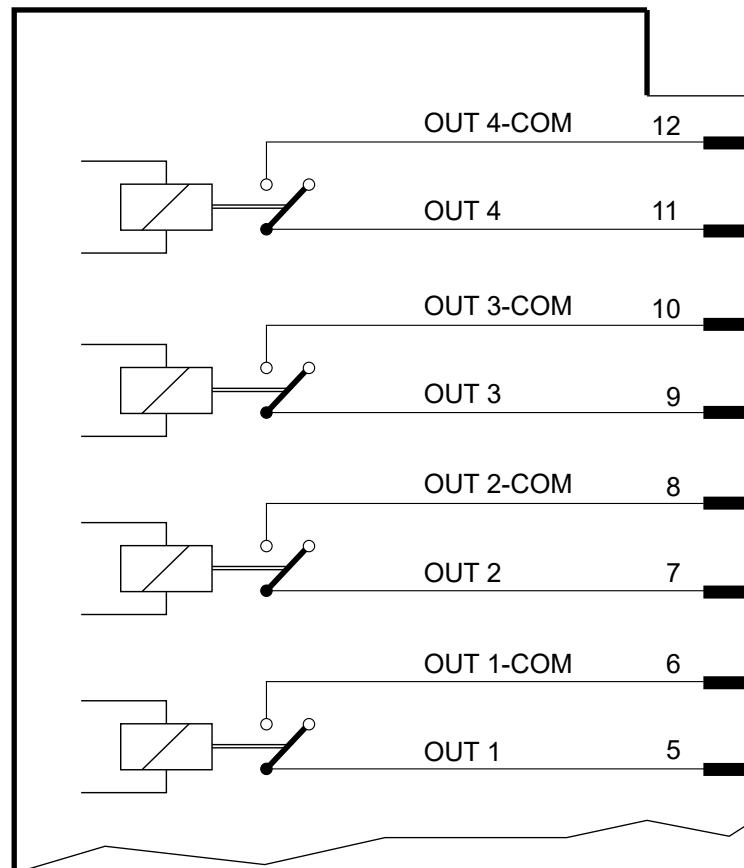 OUT 4-COM 12
OUT 4 11
OUT 3-COM 10
OUT 3 9
OUT 2-COM 8
OUT 2 7
OUT 1-COM 6
OUT 1 5